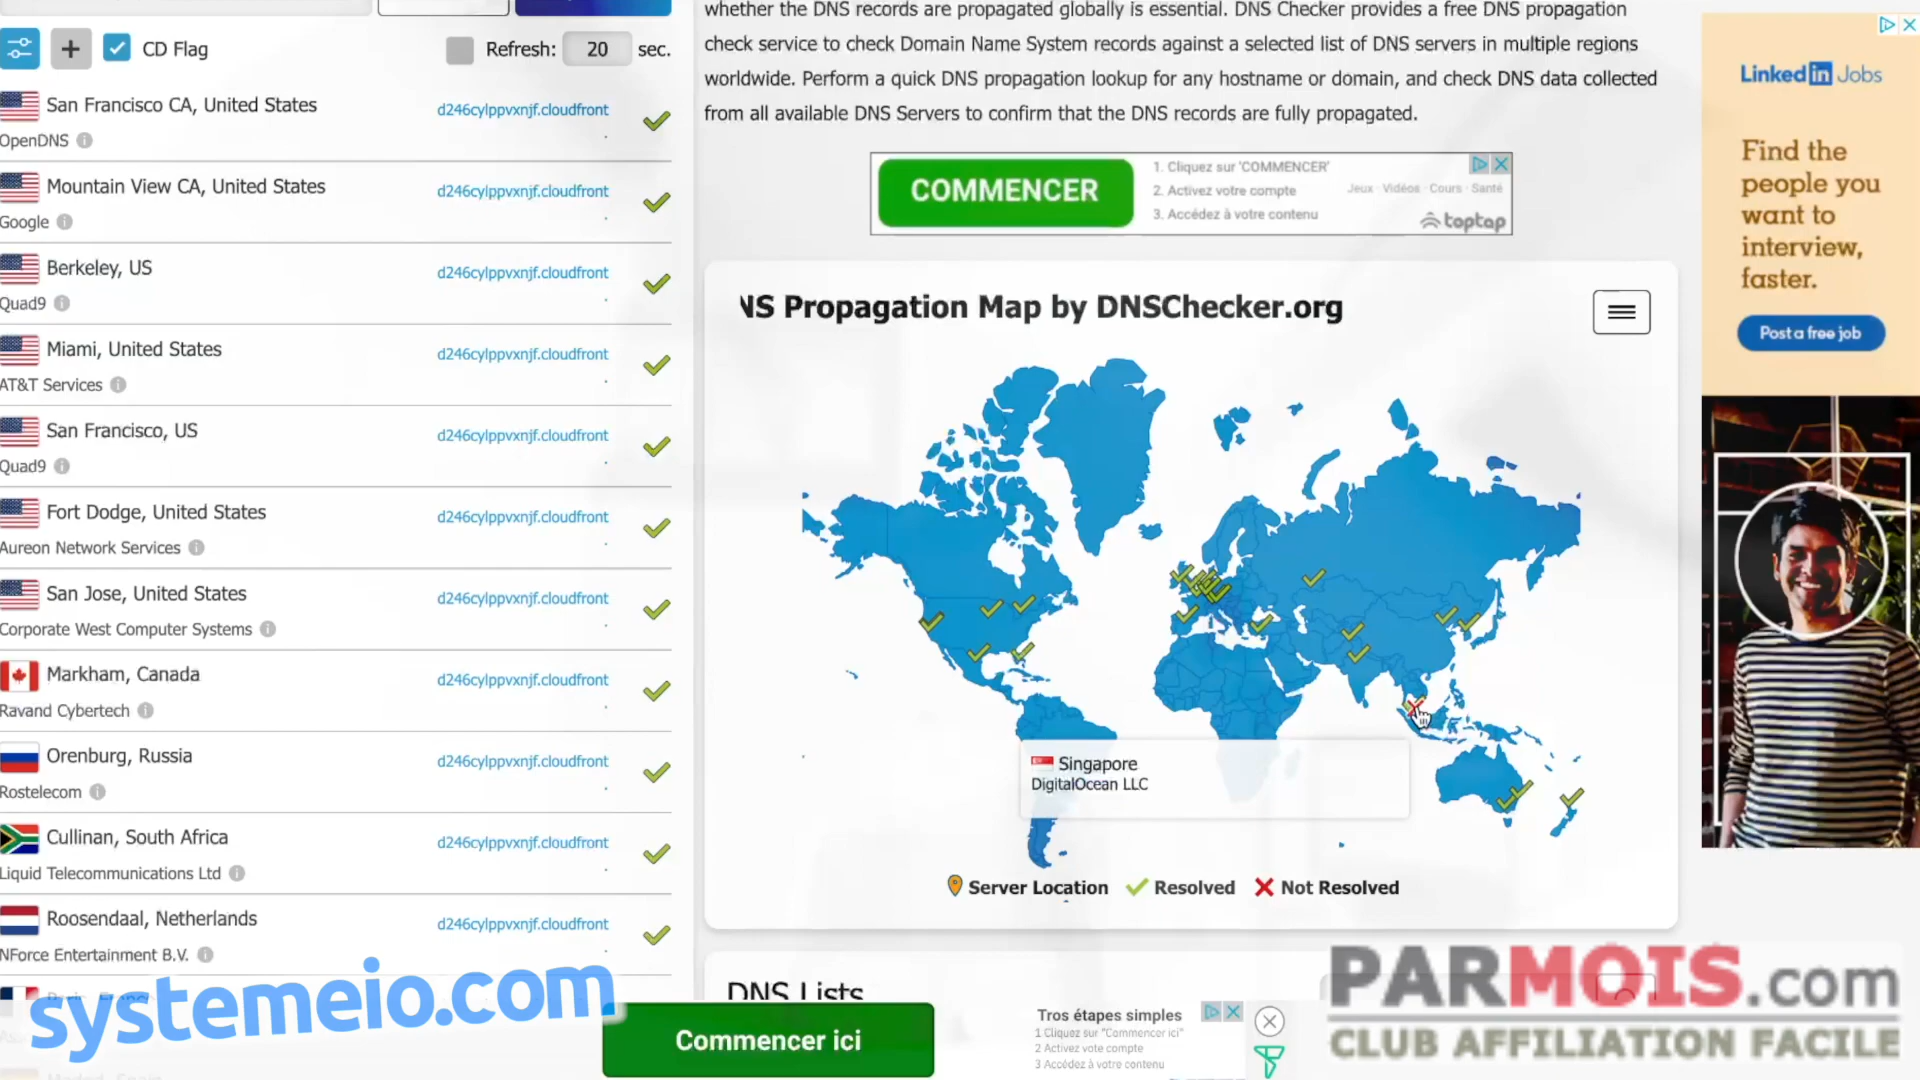 CD Flag
Refresh: 20 sec.
San Francisco CA, United States
d246cylppvxnjf.cloudfront
.
OpenDNS
Mountain View CA, United States
d246cylppvxnjf.cloudfront
.
Google
Berkeley, US
d246cylppvxnjf.cloudfront
.
Quad9
Miami, United States
d246cylppvxnjf.cloudfront
.
AT&T Services
San Francisco, US
d246cylppvxnjf.cloudfront
.
Quad9
Fort Dodge, United States
d246cylppvxnjf.cloudfront
.
Aureon Network Services
San Jose, United States
d246cylppvxnjf.cloudfront
.
Corporate West Computer Systems
Markham, Canada
d246cylppvxnjf.cloudfront
.
Ravand Cybertech
Orenburg, Russia
d246cylppvxnjf.cloudfront
.
Rostelecom
Cullinan, South Africa
d246cylppvxnjf.cloudfront
.
Liquid Telecommunications Ltd
Roosendaal, Netherlands
d246cylppvxnjf.cloudfront
.
NForce Entertainment B.V.
systemeio.com
whether the DNS records are propagated globally is essential. DNS Checker provides a free DNS propagation
check service to check Domain Name System records against a selected list of DNS servers in multiple regions
worldwide. Perform a quick DNS propagation lookup for any hostname or domain, and check DNS data collected
from all available DNS Servers to confirm that the DNS records are fully propagated.
COMMENCER
1. Cliquez sur 'COMMENCER'
2. Activez votre compte
3. Accédez à votre contenu
Jeux · Vidéos · Cours · Santé
toptap
NS Propagation Map by DNSChecker.org
Singapore
DigitalOcean LLC
Server Location
Resolved
Not Resolved
DNS Lists
Commencer ici
Tros étapes simples
1 Cliquez sur "Commencer ici"
2 Activez vote compte
3 Accédez à votre contenu
LinkedIn Jobs
Find the
people you
want to
interview,
faster.
Post a free job
PARMOIS.com
CLUB AFFILIATION FACILE